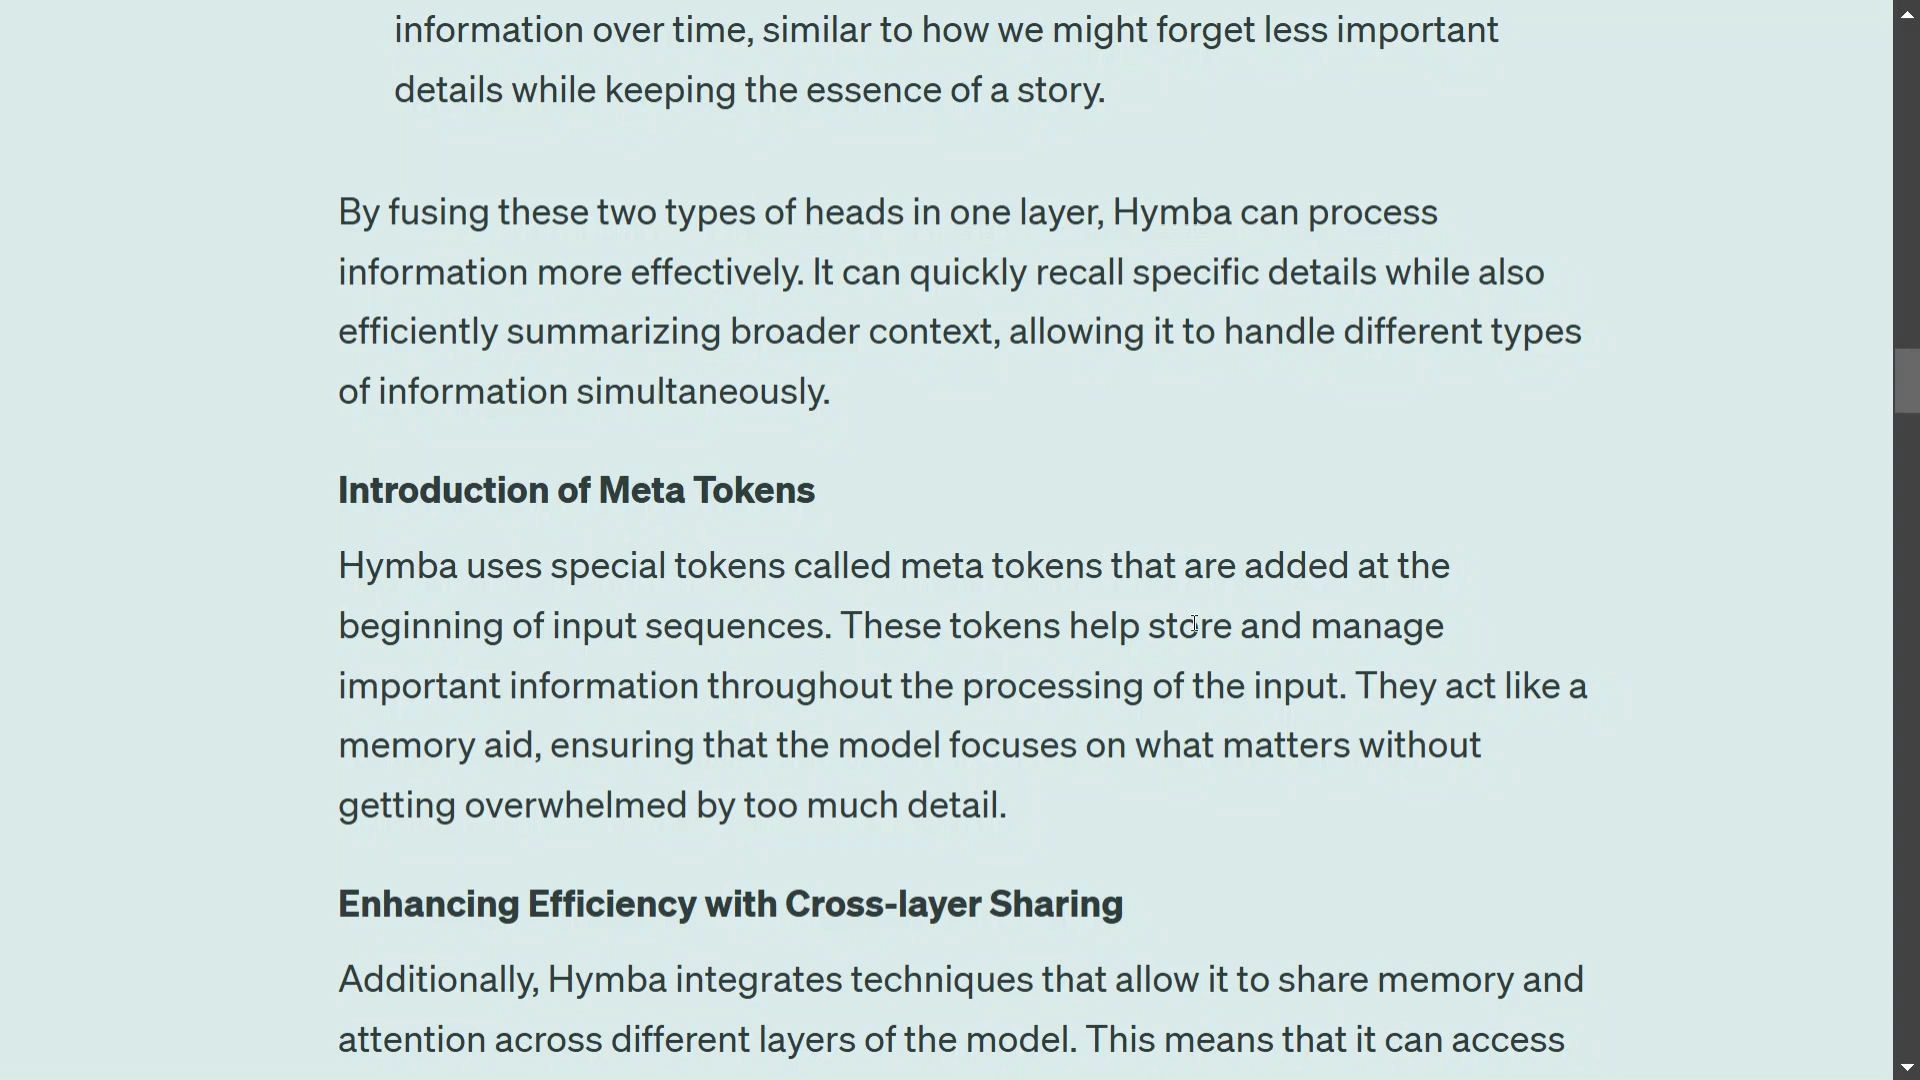 information over time, similar to how we might forget less important
details while keeping the essence of a story.
By fusing these two types of heads in one layer, Hymba can process
information more effectively. It can quickly recall specific details while also
efficiently summarizing broader context, allowing it to handle different types
of information simultaneously.
Introduction of Meta Tokens
Hymba uses special tokens called meta tokens that are added at the
beginning of input sequences. These tokens help store and manage
important information throughout the processing of the input. They act like a
memory aid, ensuring that the model focuses on what matters without
getting overwhelmed by too much detail.
Enhancing Efficiency with Cross-layer Sharing
Additionally, Hymba integrates techniques that allow it to share memory and
attention across different layers of the model. This means that it can access